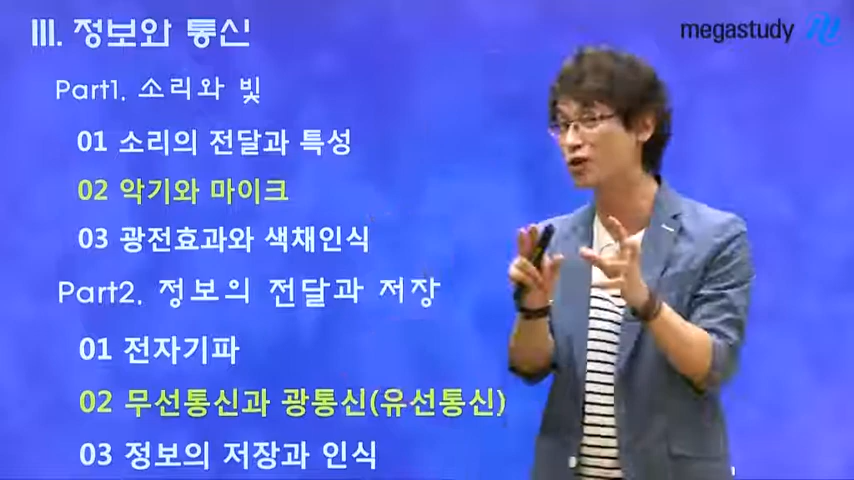 III. 정보와 통신
megastudy
Part1. 소리와 빛
01 소리의 전달과 특성
02 악기와 마이크
03 광전효과와 색채인식
Part2. 정보의 전달과 저장
01 전자기파
02 무선통신과 광통신(유선통신)
03 정보의 저장과 인식